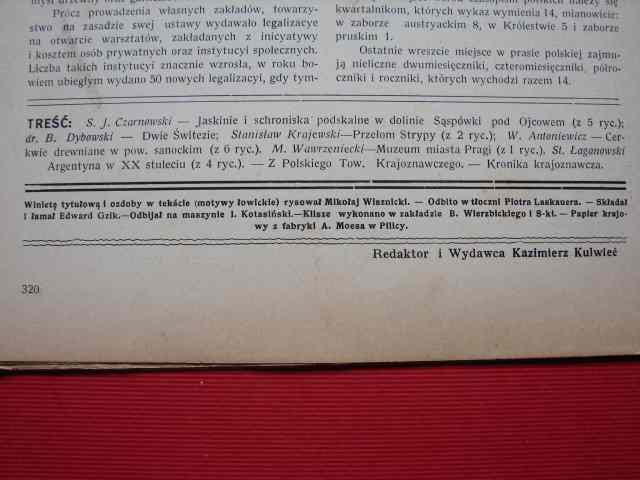 Prócz prowadzenia własnych zakładów, towarzy-
stwo na zasadzie swej ustawy wydawało legalizacye
na otwarcie warsztatów, zakładanych z inicyatywy
i kosztem osób prywatnych oraz instytucyi społecznych.
Liczba takich instytucyi znacznie wzrosła, w roku bo-
wiem ubiegłym wydano 50 nowych legalizacyi, gdy tym-
kwartalnikom, których wykaz wymienia 14, mianowicie:
w zaborze austryackim 8, w Królestwie 5 i zaborze
pruskim 1.
Ostatnie wreszcie miejsce w prasie polskiej zajmu-
ją nieliczne dwumiesięczniki, czteromiesięczniki, półro-
czniki i roczniki, których wychodzi razem 14.
TREŚĆ: S. J. Czarnowski — Jaskinie i schroniska podskalne w dolinie Sąspówki pod Ojcowem (z 5 ryc.);
dr. B. Dybowski — Dwie Świtezie; Stanisław Krajewski—Przełom Strypy (z 2 ryc.); W. Antoniewicz — Cer-
kwie drewniane w pow. sanockim (z 6 ryc.). M. Wawrzeniecki—Muzeum miasta Pragi (z 1 ryc.). St. Łaganowski
Argentyna w XX stuleciu (z 4 ryc.). — Z Polskiego Tow. Krajoznawczego. — Kronika krajoznawcza.
Winietę tytułową i ozdoby w tekście (motywy łowickie) rysował Mikołaj Wisznicki. — Odbito w tłoczni Piotra Laskauera. — Składał
i łamał Edward Gzik.—Odbijał na maszynie I. Kotasiński.—Klisze wykonano w zakładzie B. Wierzbickiego i S-ki. — Papier krajo-
wy z fabryki A. Moesa w Pilicy.
Redaktor i Wydawca Kazimierz Kulwieć
320